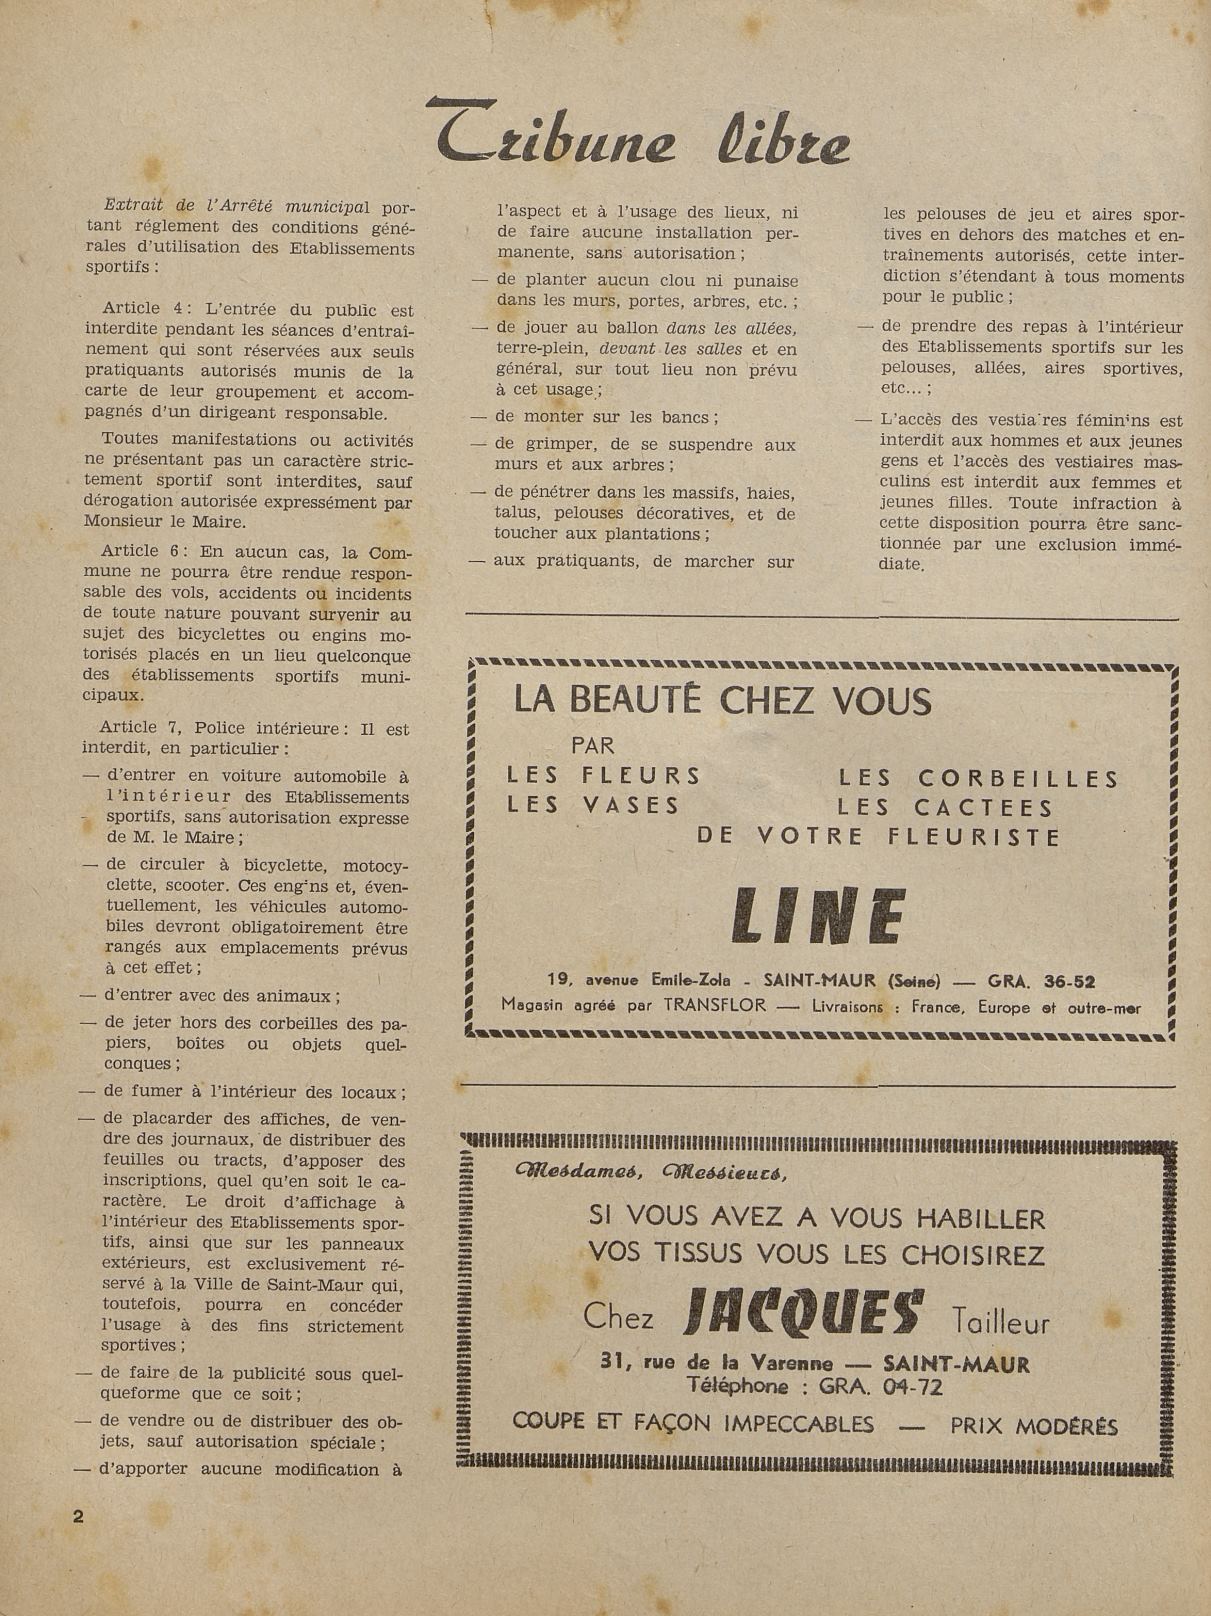 Tribune libre
Extrait de l'Arrêté municipal por-
tant réglement des conditions géné-
rales d'utilisation des Etablissements
sportifs :
Article 4 : L'entrée du public est
interdite pendant les séances d'entraî-
nement qui sont réservées aux seuls
pratiquants autorisés munis de la
carte de leur groupement et accom-
pagnés d'un dirigeant responsable.
Toutes manifestations ou activités
ne présentant pas un caractère stric-
tement sportif sont interdites, sauf
dérogation autorisée expressément par
Monsieur le Maire.
Article 6 : En aucun cas, la Com-
mune ne pourra être rendue respon-
sable des vols, accidents ou incidents
de toute nature pouvant survenir au
sujet des bicyclettes ou engins mo-
torisés placés en un lieu quelconque
des établissements sportifs muni-
cipaux.
Article 7, Police intérieure : Il est
interdit, en particulier :
— d'entrer en voiture automobile à
l'intérieur des Etablissements
sportifs, sans autorisation expresse
de M. le Maire ;
— de circuler à bicyclette, motocy-
clette, scooter. Ces engins et, éven-
tuellement, les véhicules automo-
biles devront obligatoirement être
rangés aux emplacements prévus
à cet effet ;
— d'entrer avec des animaux ;
— de jeter hors des corbeilles des pa-
piers, boîtes ou objets quel-
conques ;
— de fumer à l'intérieur des locaux ;
— de placarder des affiches, de ven-
dre des journaux, de distribuer des
feuilles ou tracts, d'apposer des
inscriptions, quel qu'en soit le ca-
ractère. Le droit d'affichage à
l'intérieur des Etablissements spor-
tifs, ainsi que sur les panneaux
extérieurs, est exclusivement ré-
servé à la Ville de Saint-Maur qui,
toutefois, pourra en concéder
l'usage à des fins strictement
sportives ;
— de faire de la publicité sous quel-
queforme que ce soit ;
— de vendre ou de distribuer des ob-
jets, sauf autorisation spéciale ;
— d'apporter aucune modification à
l'aspect et à l'usage des lieux, ni
de faire aucune installation per-
manente, sans autorisation ;
— de planter aucun clou ni punaise
dans les murs, portes, arbres, etc. ;
— de jouer au ballon dans les allées,
terre-plein, devant les salles et en
général, sur tout lieu non prévu
à cet usage ;
— de monter sur les bancs ;
— de grimper, de se suspendre aux
murs et aux arbres ;
— de pénétrer dans les massifs, haies,
talus, pelouses décoratives, et de
toucher aux plantations ;
— aux pratiquants, de marcher sur
les pelouses de jeu et aires spor-
tives en dehors des matches et en-
traînements autorisés, cette inter-
diction s'étendant à tous moments
pour le public ;
— de prendre des repas à l'intérieur
des Etablissements sportifs sur les
pelouses, allées, aires sportives,
etc... ;
— L'accès des vestiaires féminins est
interdit aux hommes et aux jeunes
gens et l'accès des vestiaires mas-
culins est interdit aux femmes et
jeunes filles. Toute infraction à
cette disposition pourra être sanc-
tionnée par une exclusion immé-
diate.
LA BEAUTÉ CHEZ VOUS
PAR
LES FLEURS LES CORBEILLES
LES VASES LES CACTEES
DE VOTRE FLEURISTE
LINE
19, avenue Emile-Zola - SAINT-MAUR (Seine) — GRA. 36-52
Magasin agréé par TRANSFLOR — Livraisons : France, Europe et outre-mer
Mesdames, Messieurs,
SI VOUS AVEZ A VOUS HABILLER
VOS TISSUS VOUS LES CHOISIREZ
Chez JACQUES Tailleur
31, rue de la Varenne — SAINT-MAUR
Téléphone : GRA. 04-72
COUPE ET FAÇON IMPECCABLES — PRIX MODÉRÉS
2